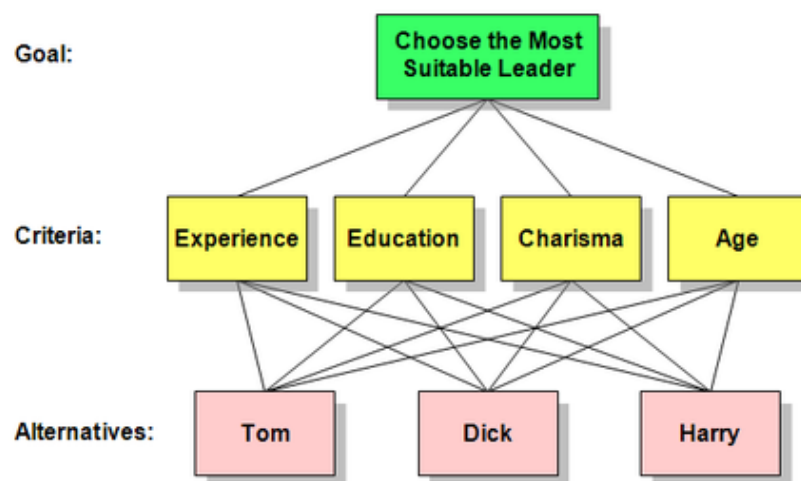 Goal:
Choose the Most
Suitable Leader
Criteria:
Experience
Education
Charisma
Age
Alternatives:
Tom
Dick
Harry